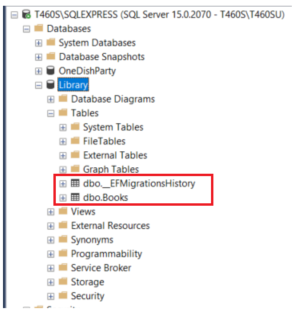 T460S\SQLEXPRESS (SQL Server 15.0.2070 - T460S\T460SU)
Databases
System Databases
Database Snapshots
OneDishParty
Library
Database Diagrams
Tables
System Tables
FileTables
External Tables
Graph Tables
dbo.__EFMigrationsHistory
dbo.Books
Views
External Resources
Synonyms
Programmability
Service Broker
Storage
Security